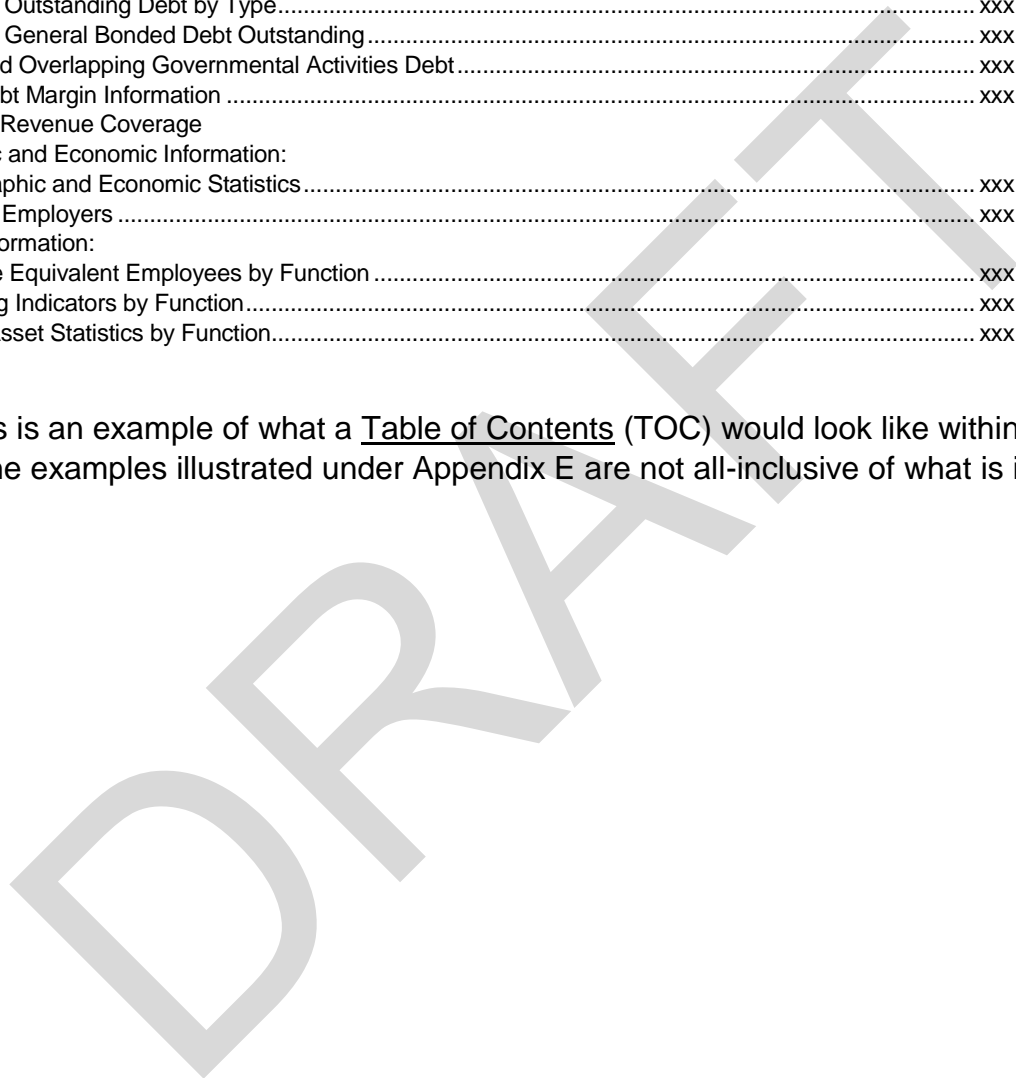 Outstanding Debt by Type........................................ xxx
General Bonded Debt Outstanding........................................ xxx
d Overlapping Governmental Activities Debt........................................ xxx
bt Margin Information ........................................ xxx
Revenue Coverage
c and Economic Information:
aphic and Economic Statistics........................................ xxx
Employers ........................................ xxx
ormation:
e Equivalent Employees by Function ........................................ xxx
g Indicators by Function........................................ xxx
Asset Statistics by Function........................................ xxx
s is an example of what a Table of Contents (TOC) would look like within
he examples illustrated under Appendix E are not all-inclusive of what is i
DRAFT